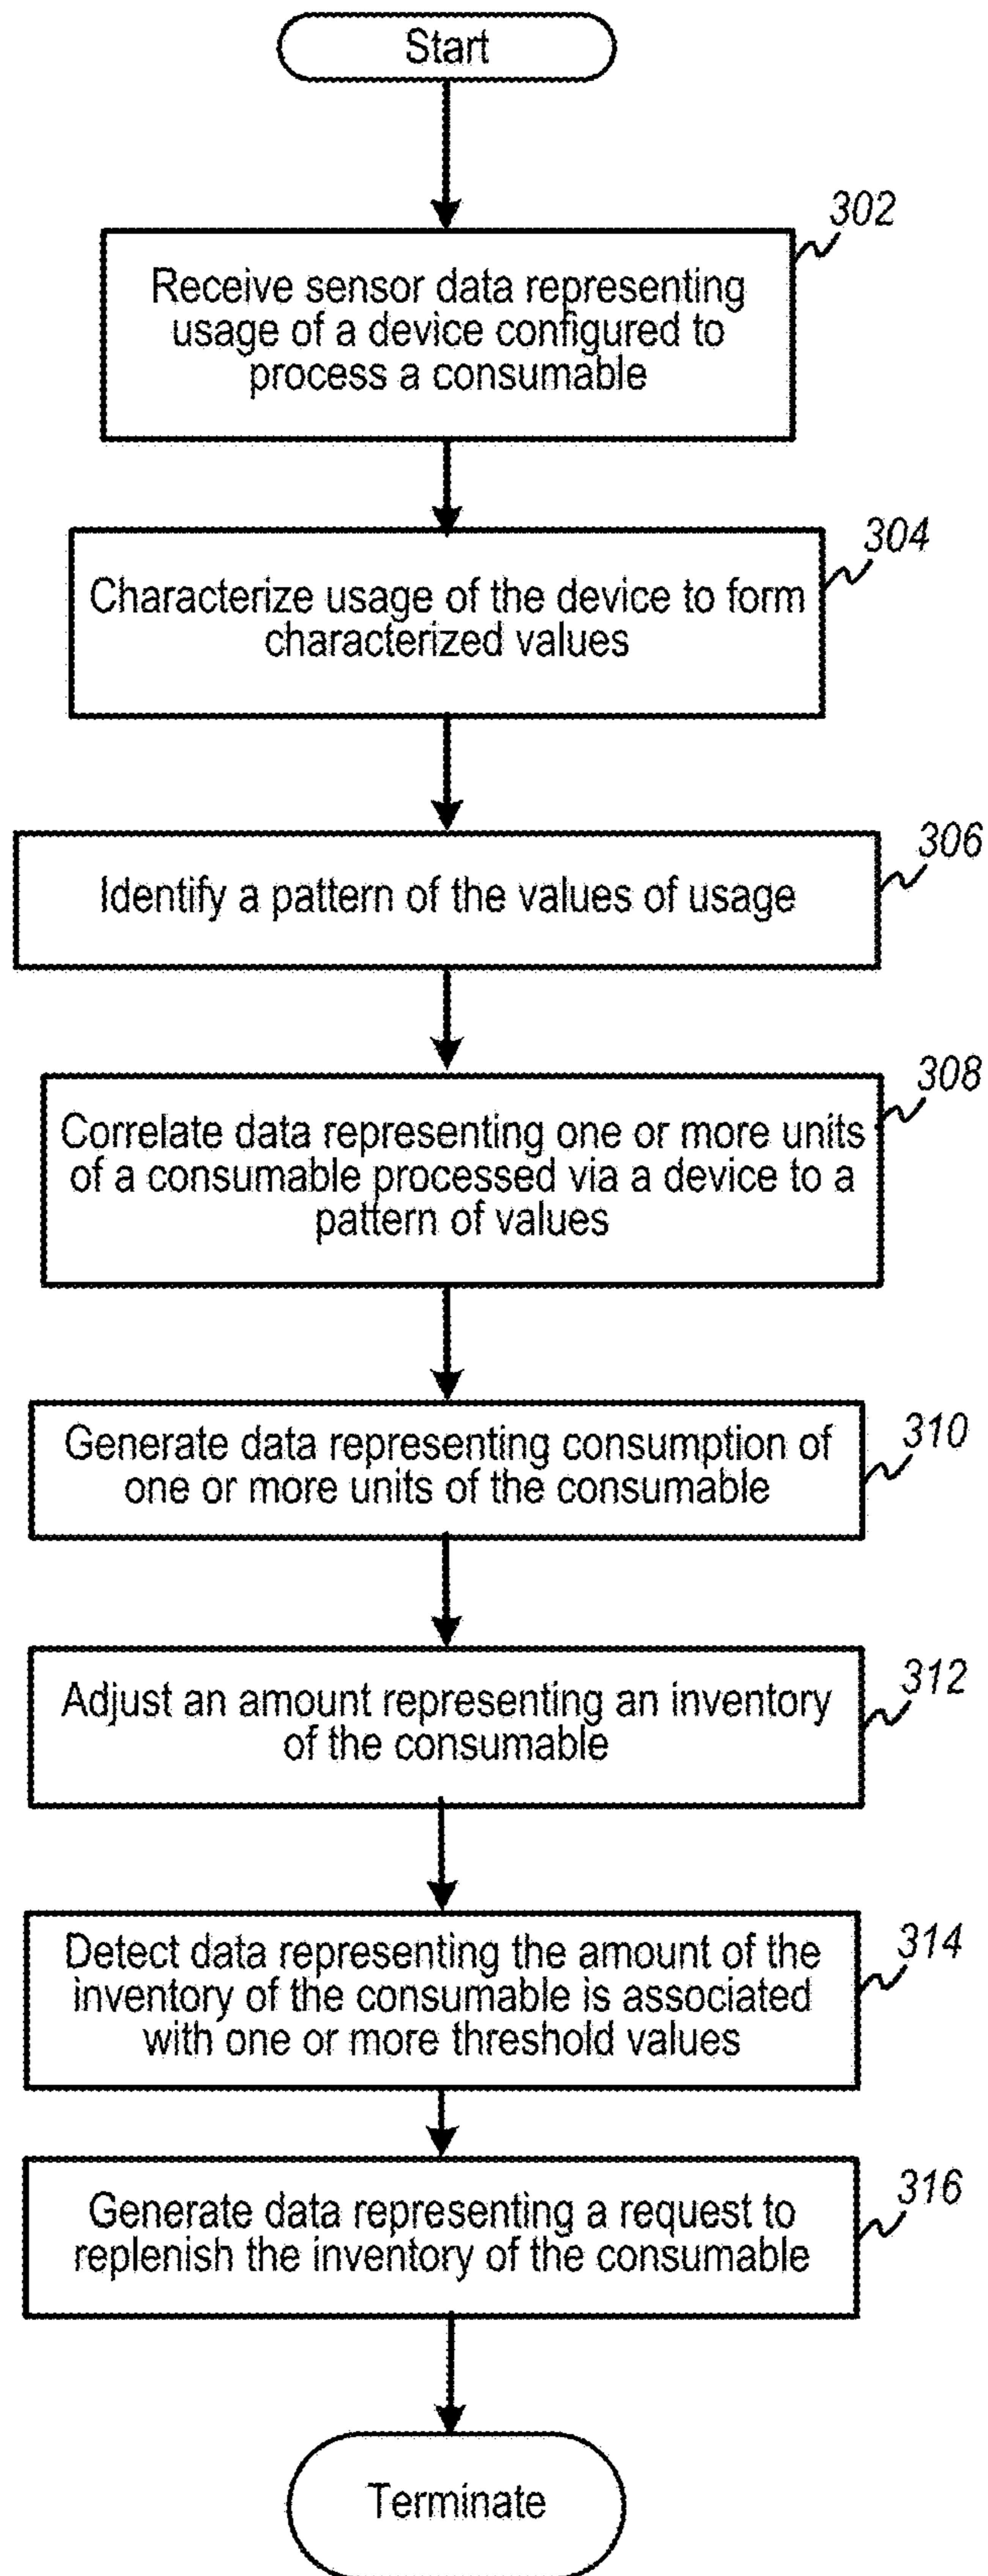 Start
302
Receive sensor data representing
usage of a device configured to
process a consumable
304
Characterize usage of the device to form
characterized values
306
Identify a pattern of the values of usage
308
Correlate data representing one or more units
of a consumable processed via a device to a
pattern of values
310
Generate data representing consumption of
one or more units of the consumable
312
Adjust an amount representing an inventory
of the consumable
314
Detect data representing the amount of the
inventory of the consumable is associated
with one or more threshold values
316
Generate data representing a request to
replenish the inventory of the consumable
Terminate